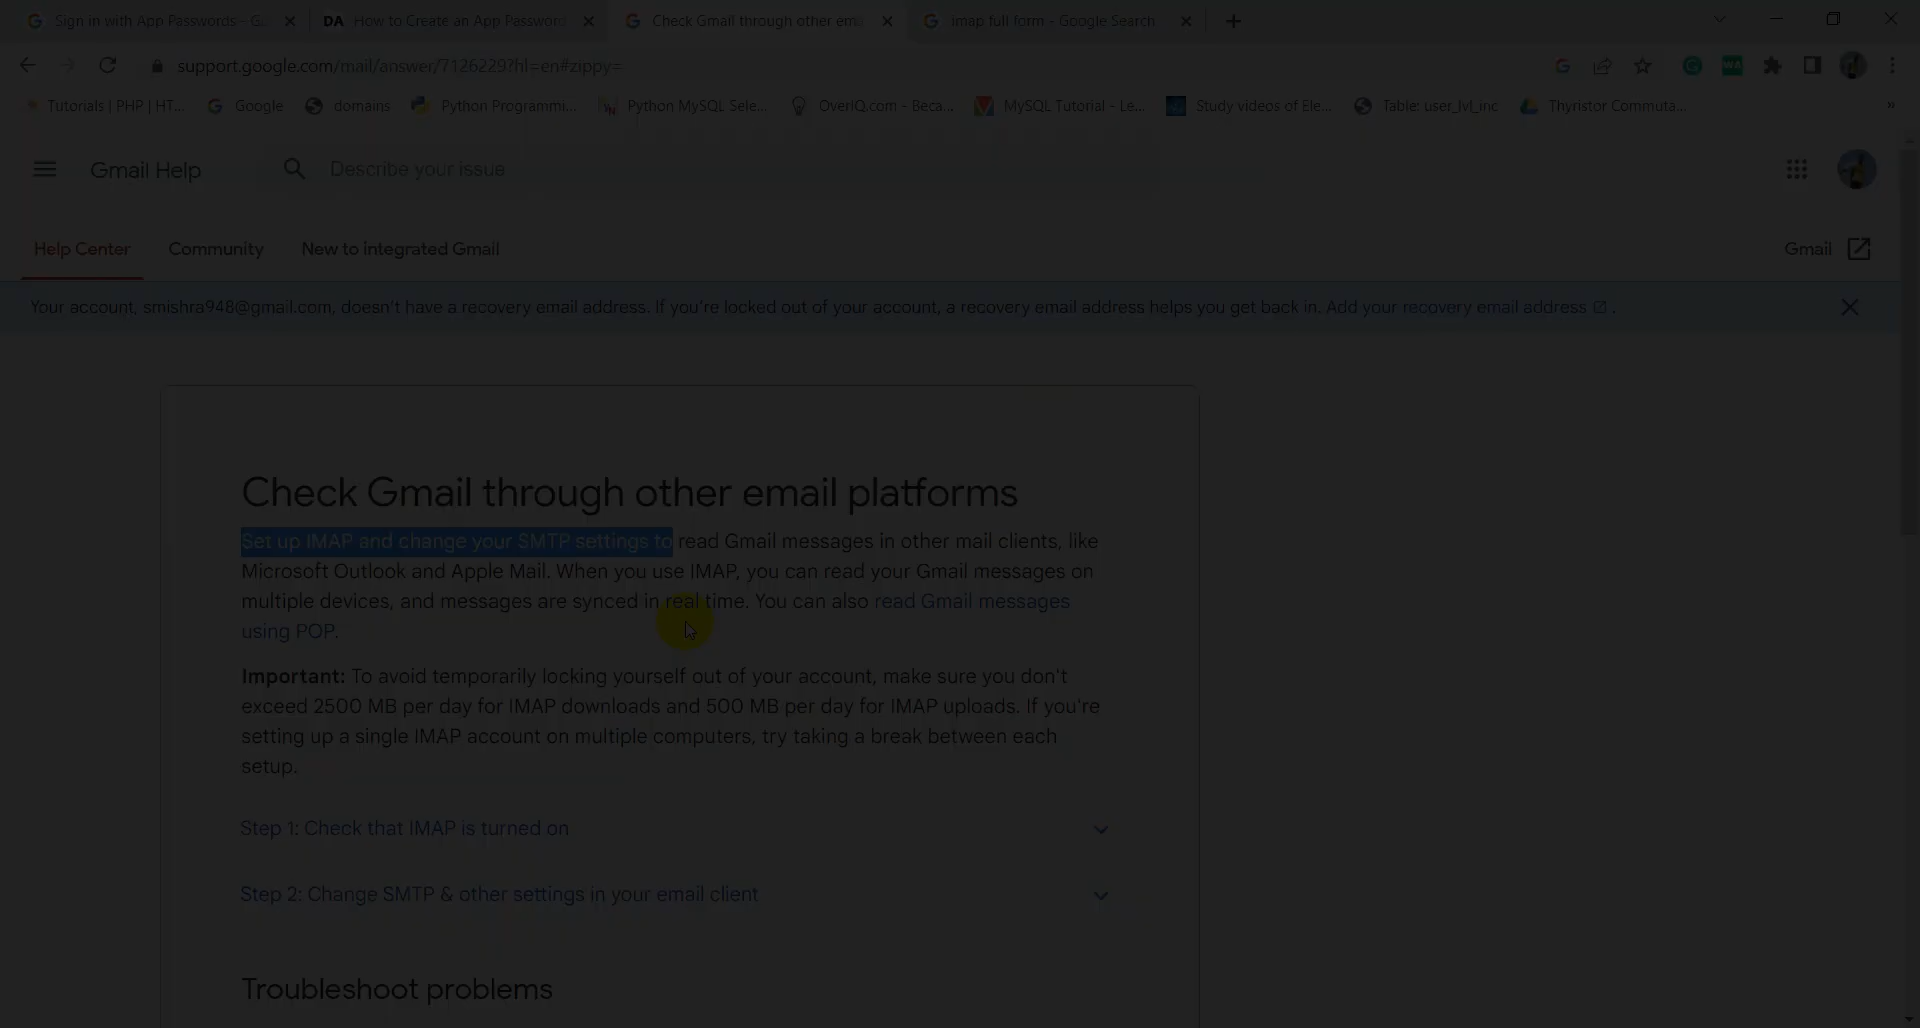 Sign in with App Passwords - G
DA How to Create an App Password
Check Gmail through other em
imap full form - Google Search
support.google.com/mail/answer/7126229?hl=en#zippy=
Tutorials | PHP | HT...
Google
domains
Python Programmi...
Python MySQL Sele...
OverIQ.com - Beca...
MySQL Tutorial - Le...
Study videos of Ele...
Table: user_lvl_inc
Thyristor Commuta...
»
Gmail Help
Describe your issue
Help Center
Community
New to integrated Gmail
Gmail
Your account, smishra948@gmail.com, doesn't have a recovery email address. If you're locked out of your account, a recovery email address helps you get back in. Add your recovery email address .
Check Gmail through other email platforms
Set up IMAP and change your SMTP settings to read Gmail messages in other mail clients, like
Microsoft Outlook and Apple Mail. When you use IMAP, you can read your Gmail messages on
multiple devices, and messages are synced in real time. You can also read Gmail messages
using POP.
Important: To avoid temporarily locking yourself out of your account, make sure you don't
exceed 2500 MB per day for IMAP downloads and 500 MB per day for IMAP uploads. If you're
setting up a single IMAP account on multiple computers, try taking a break between each
setup.
Step 1: Check that IMAP is turned on
Step 2: Change SMTP & other settings in your email client
Troubleshoot problems